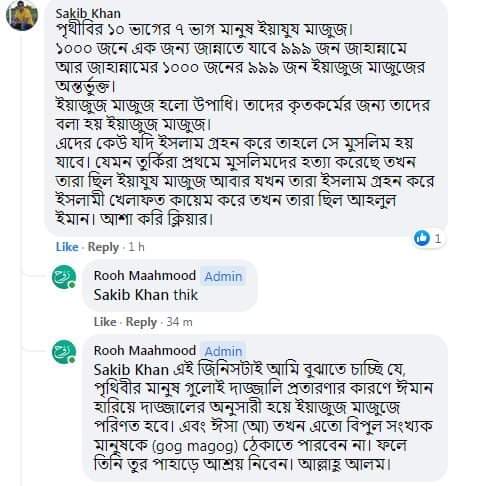 Sakib Khan
পৃথীবির ১০ ভাগের ৭ ভাগ মানুষ ইয়াযুয মাজুজ।
১০০০ জনে এক জন্য জান্নাতে যাবে ৯৯৯ জন জাহান্নামে
আর জাহান্নামের ১০০০ জনের ৯৯৯ জন ইয়াজুজ মাজুজের
অন্তর্ভুক্ত।
ইয়াজুজ মাজুজ হলো উপাধি। তাদের কৃতকর্মের জন্য তাদের
বলা হয় ইয়াজূজ মাজুজ।
এদের কেউ যদি ইসলাম গ্রহন করে তাহলে সে মুসলিম হয়
যাবে। যেমন তুর্কিরা প্রথমে মুসলিমদের হত্যা করেছে তখন
তারা ছিল ইয়াযুয মাজুজ আবার যখন তারা ইসলাম গ্রহন করে
ইসলামী খেলাফত কায়েম করে তখন তারা ছিল আহলুল
ইমান। আশা করি ক্লিয়ার।
1
Like · Reply · 1 h
Rooh Maahmood Admin
Sakib Khan thik
Like · Reply · 34 m
Rooh Maahmood Admin
Sakib Khan এই জিনিসটাই আমি বুঝাতে চাচ্ছি যে,
পৃথিবীর মানুষ গুলোই দাজ্জালি প্রতারণার কারণে ঈমান
হারিয়ে দাজ্জালের অনুসারী হয়ে ইয়াজুজ মাজুজে
পরিণত হবে। এবং ঈসা (আ) তখন এতো বিপুল সংখ্যক
মানুষকে (gog magog) ঠেকাতে পারবেন না। ফলে
তিনি তুর পাহাড়ে আশ্রয় নিবেন। আল্লাহু আলম।